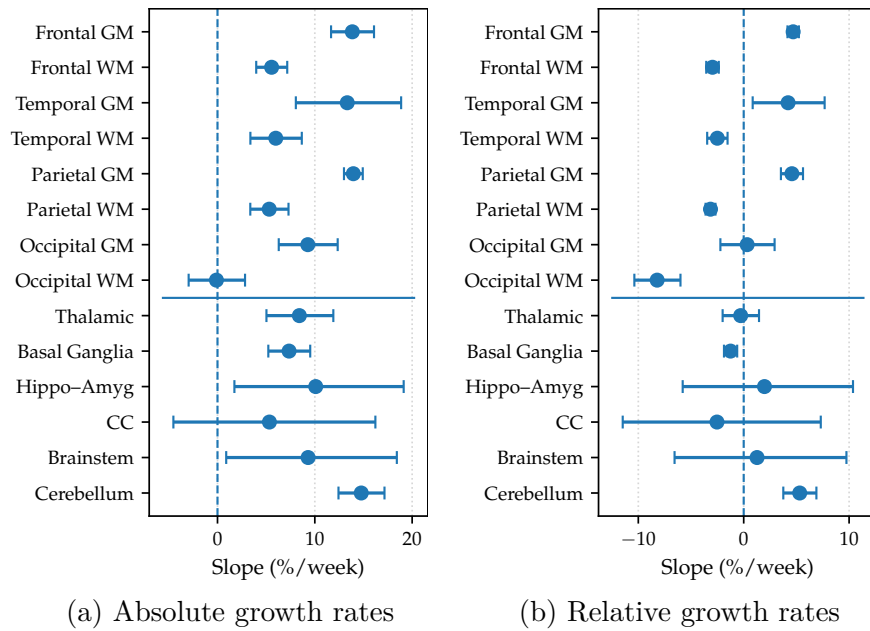 Frontal GM
Frontal WM
Temporal GM
Temporal WM
Parietal GM
Parietal WM
Occipital GM
Occipital WM
Thalamic
Basal Ganglia
Hippo–Amyg
CC
Brainstem
Cerebellum
0 10 20
Slope (%/week)
(a) Absolute growth rates
Frontal GM
Frontal WM
Temporal GM
Temporal WM
Parietal GM
Parietal WM
Occipital GM
Occipital WM
Thalamic
Basal Ganglia
Hippo–Amyg
CC
Brainstem
Cerebellum
−10 0 10
Slope (%/week)
(b) Relative growth rates